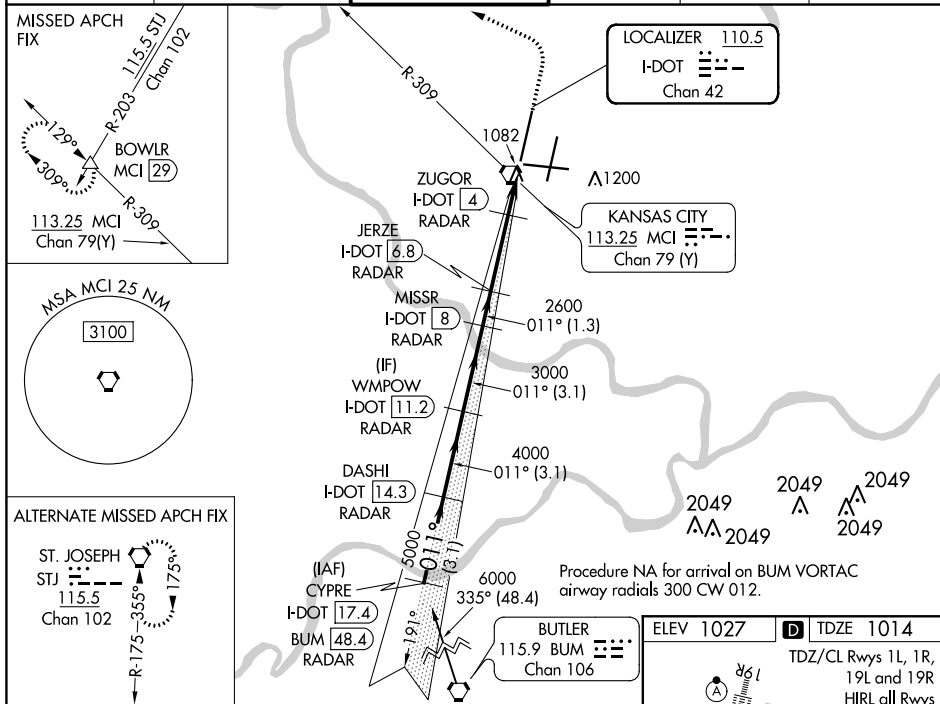 MISSED APCH
FIX
115.5 STJ
Chan 102
R-203
129°
309°
BOWLR
MCI 29
R-309
113.25 MCI
Chan 79(Y)
MSA MCI 25 NM
3100
ALTERNATE MISSED APCH FIX
ST. JOSEPH
STJ
115.5
Chan 102
175°
R-175
355°
R-309
LOCALIZER 110.5
I-DOT
Chan 42
1082
1200
KANSAS CITY
113.25 MCI
Chan 79 (Y)
ZUGOR
I-DOT 4
RADAR
JERZE
I-DOT 6.8
RADAR
MISSR
I-DOT 8
RADAR
2600
011° (1.3)
(IF)
WMPOW
I-DOT 11.2
RADAR
3000
011° (3.1)
4000
011° (3.1)
DASHI
I-DOT 14.3
RADAR
5000
011°
(3.1)
(IAF)
CYPRE
I-DOT 17.4
BUM 48.4
RADAR
191°
6000
335° (48.4)
BUTLER
115.9 BUM
Chan 106
2049
2049
2049
2049
2049
Procedure NA for arrival on BUM VORTAC
airway radials 300 CW 012.
ELEV 1027
D
TDZE 1014
TDZ/CL Rwys 1L, 1R,
19L and 19R
HIRL all Rwys
19R
A